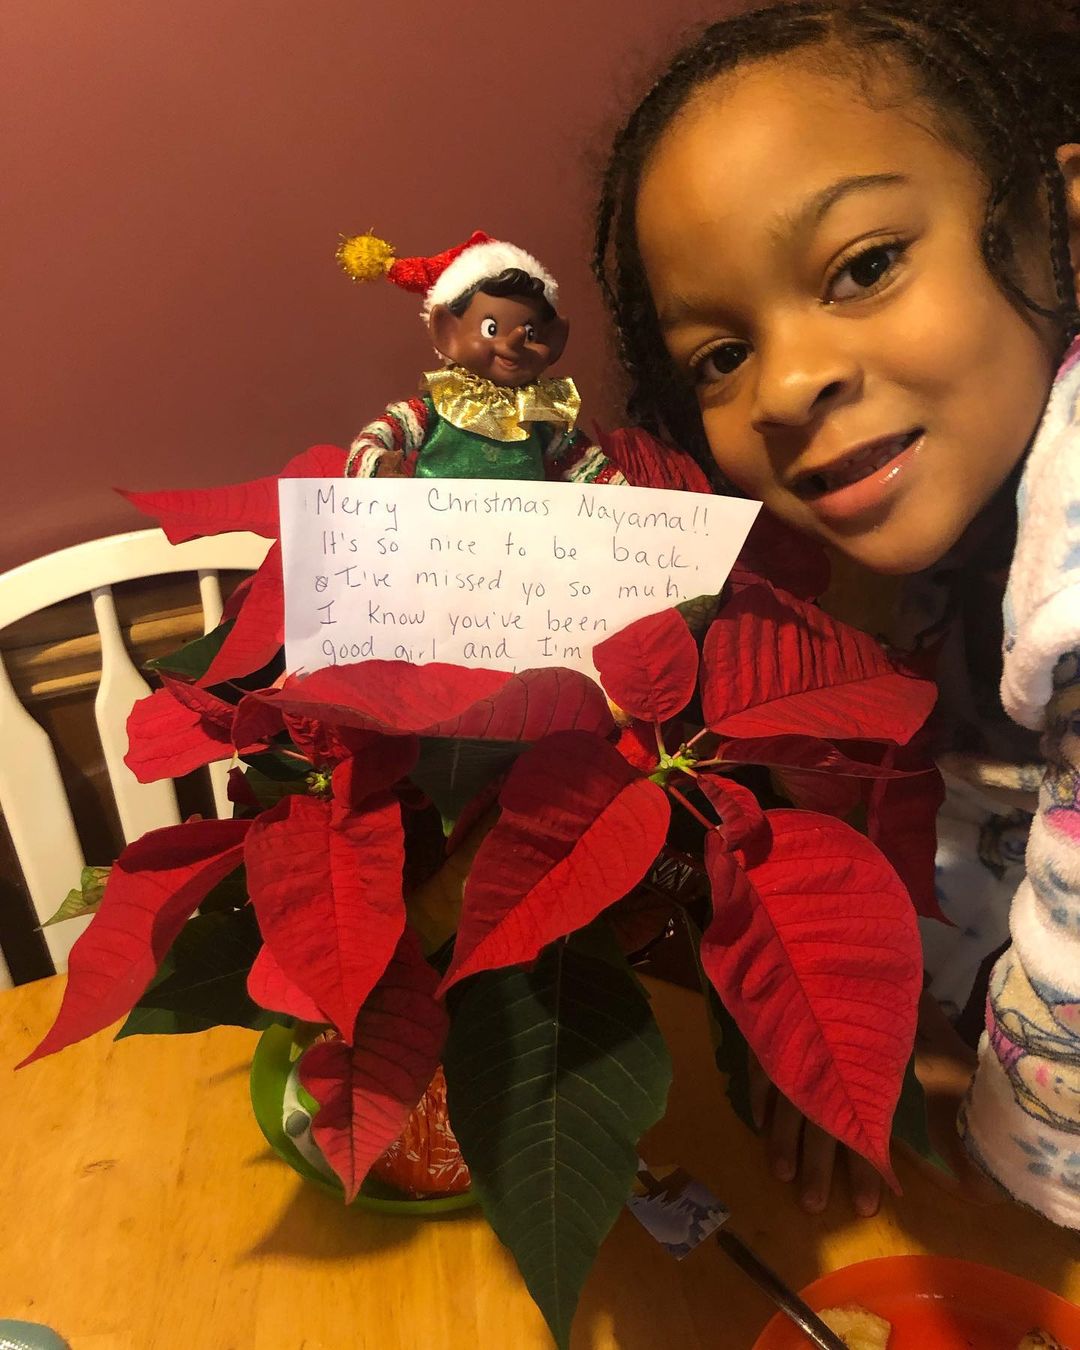 Merry Christmas Nayama!!
It's so nice to be back.
I've missed yo so muh.
I know you've been
good girl and I'm